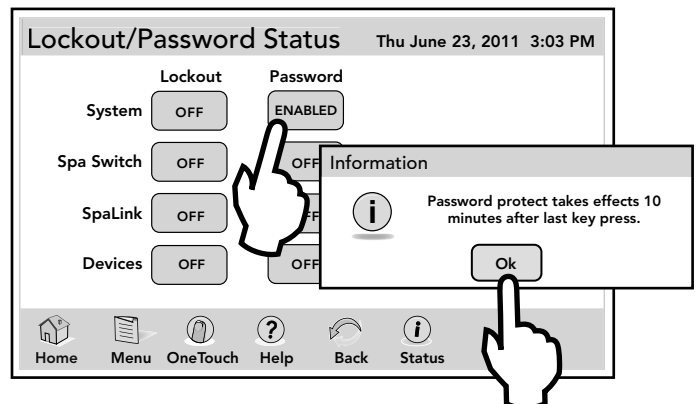 Lockout/Password Status Thu June 23, 2011 3:03 PM
Lockout Password
System OFF ENABLED
Spa Switch OFF OFF
Information
SpaLink OFF
i Password protect takes effects 10
minutes after last key press.
Devices OFF OFF
Ok
? i
Home Menu OneTouch Help Back Status